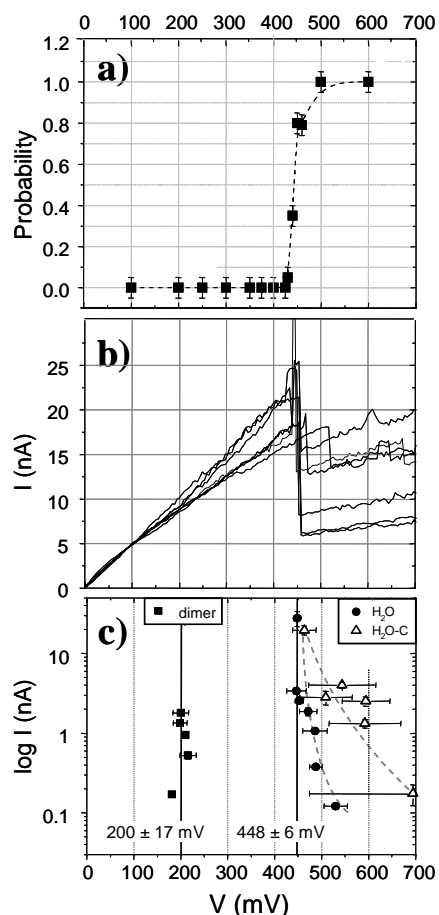 0 100 200 300 400 500 600 700
a)
1.2
1.0
0.8
0.6
0.4
0.2
0.0
Probability
b)
25
20
15
10
5
0
I (nA)
c)
dimer
H₂O
H₂O-C
10
1
0.1
log I (nA)
200 ± 17 mV
448 ± 6 mV
0 100 200 300 400 500 600 700
V (mV)